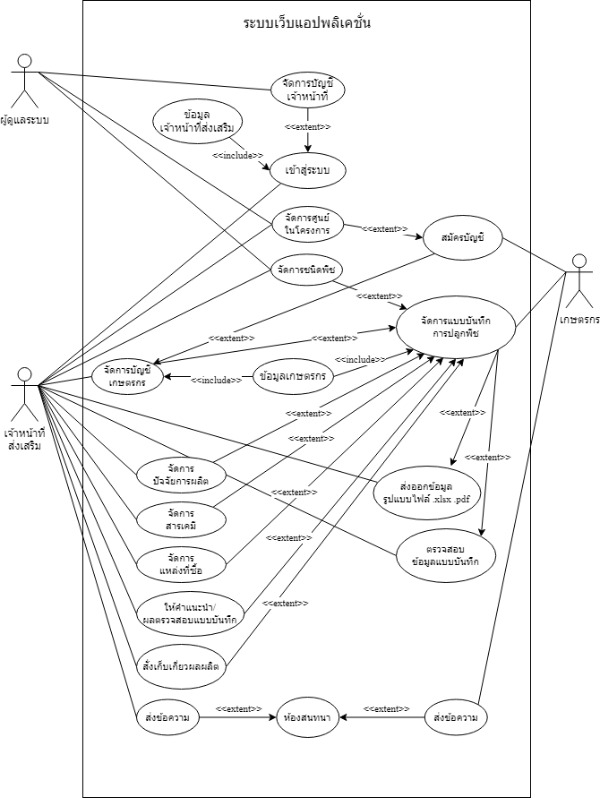 ระบบเว็บแอปพลิเคชั่น
ผู้ดูแลระบบ
จัดการบัญชี
เจ้าหน้าที่
ข้อมูล
เจ้าหน้าที่ส่งเสริม
<<extent>>
<<include>>
เข้าสู่ระบบ
จัดการศูนย์
ในโครงการ
<<extent>>
สมัครบัญชี
จัดการชนิดพืช
<<extent>>
เกษตรกร
จัดการแบบบันทึก
การปลูกพืช
<<extent>>
<<extent>>
<<include>>
จัดการบัญชี
เกษตรกร
<<include>>
ข้อมูลเกษตรกร
เจ้าหน้าที่
ส่งเสริม
<<extent>>
<<extent>>
<<extent>>
<<extent>>
จัดการ
ปัจจัยการผลิต
ส่งออกข้อมูล
รูปแบบไฟล์ .xlsx .pdf
<<extent>>
จัดการ
สารเคมี
จัดการ
แหล่งที่ซื้อ
ตรวจสอบ
ข้อมูลแบบบันทึก
ให้คำแนะนำ/
ผลตรวจสอบแบบบันทึก
<<extent>>
สั่งเก็บเกี่ยวผลผลิต
ส่งข้อความ
<<extent>>
ห้องสนทนา
<<extent>>
ส่งข้อความ